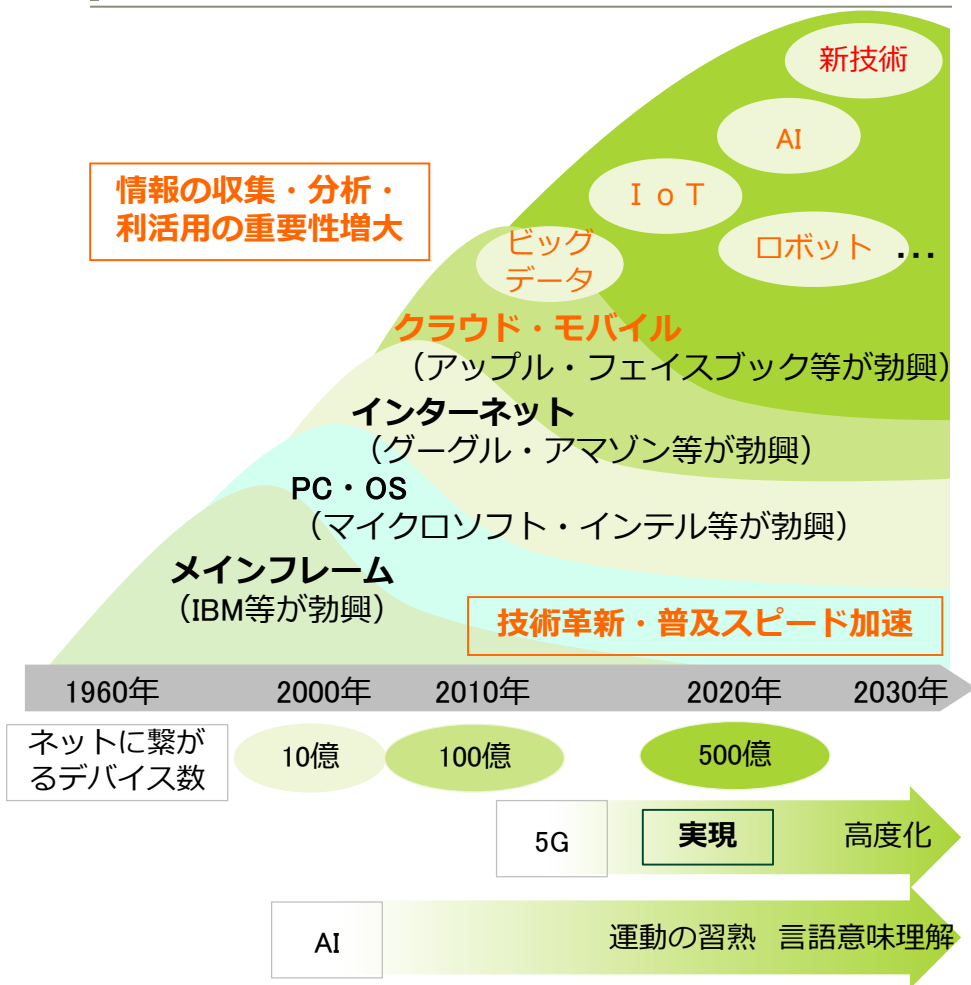 新技術
AI
ＩｏＴ
情報の収集・分析・
利活用の重要性増大
ビッグ
データ
ロボット
…
クラウド・モバイル
（アップル・フェイスブック等が勃興）
インターネット
（グーグル・アマゾン等が勃興）
PC・OS
（マイクロソフト・インテル等が勃興）
メインフレーム
（IBM等が勃興）
技術革新・普及スピード加速
1960年 2000年 2010年 2020年 2030年
ネットに繋が
るデバイス数
10億 100億 500億
5G 実現 高度化
AI 運動の習熟 言語意味理解